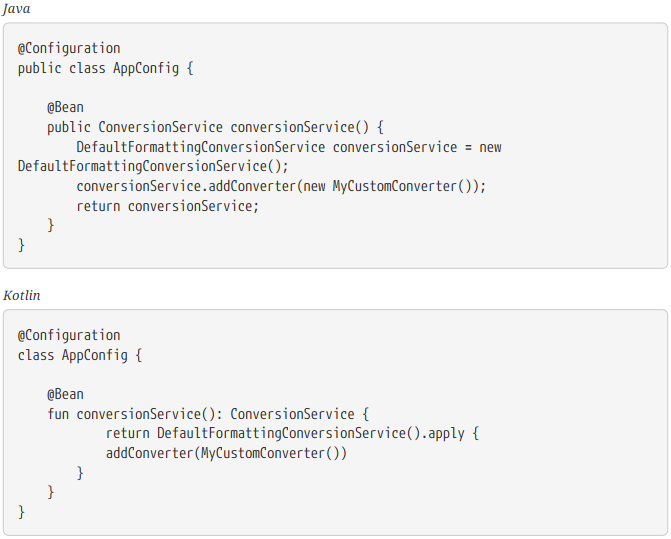 Java
@Configuration
public class AppConfig {
@Bean
public ConversionService conversionService() {
DefaultFormattingConversionService conversionService = new
DefaultFormattingConversionService();
conversionService.addConverter(new MyCustomConverter());
return conversionService;
}
}
Kotlin
@Configuration
class AppConfig {
@Bean
fun conversionService(): ConversionService {
return DefaultFormattingConversionService().apply {
addConverter(MyCustomConverter())
}
}
}